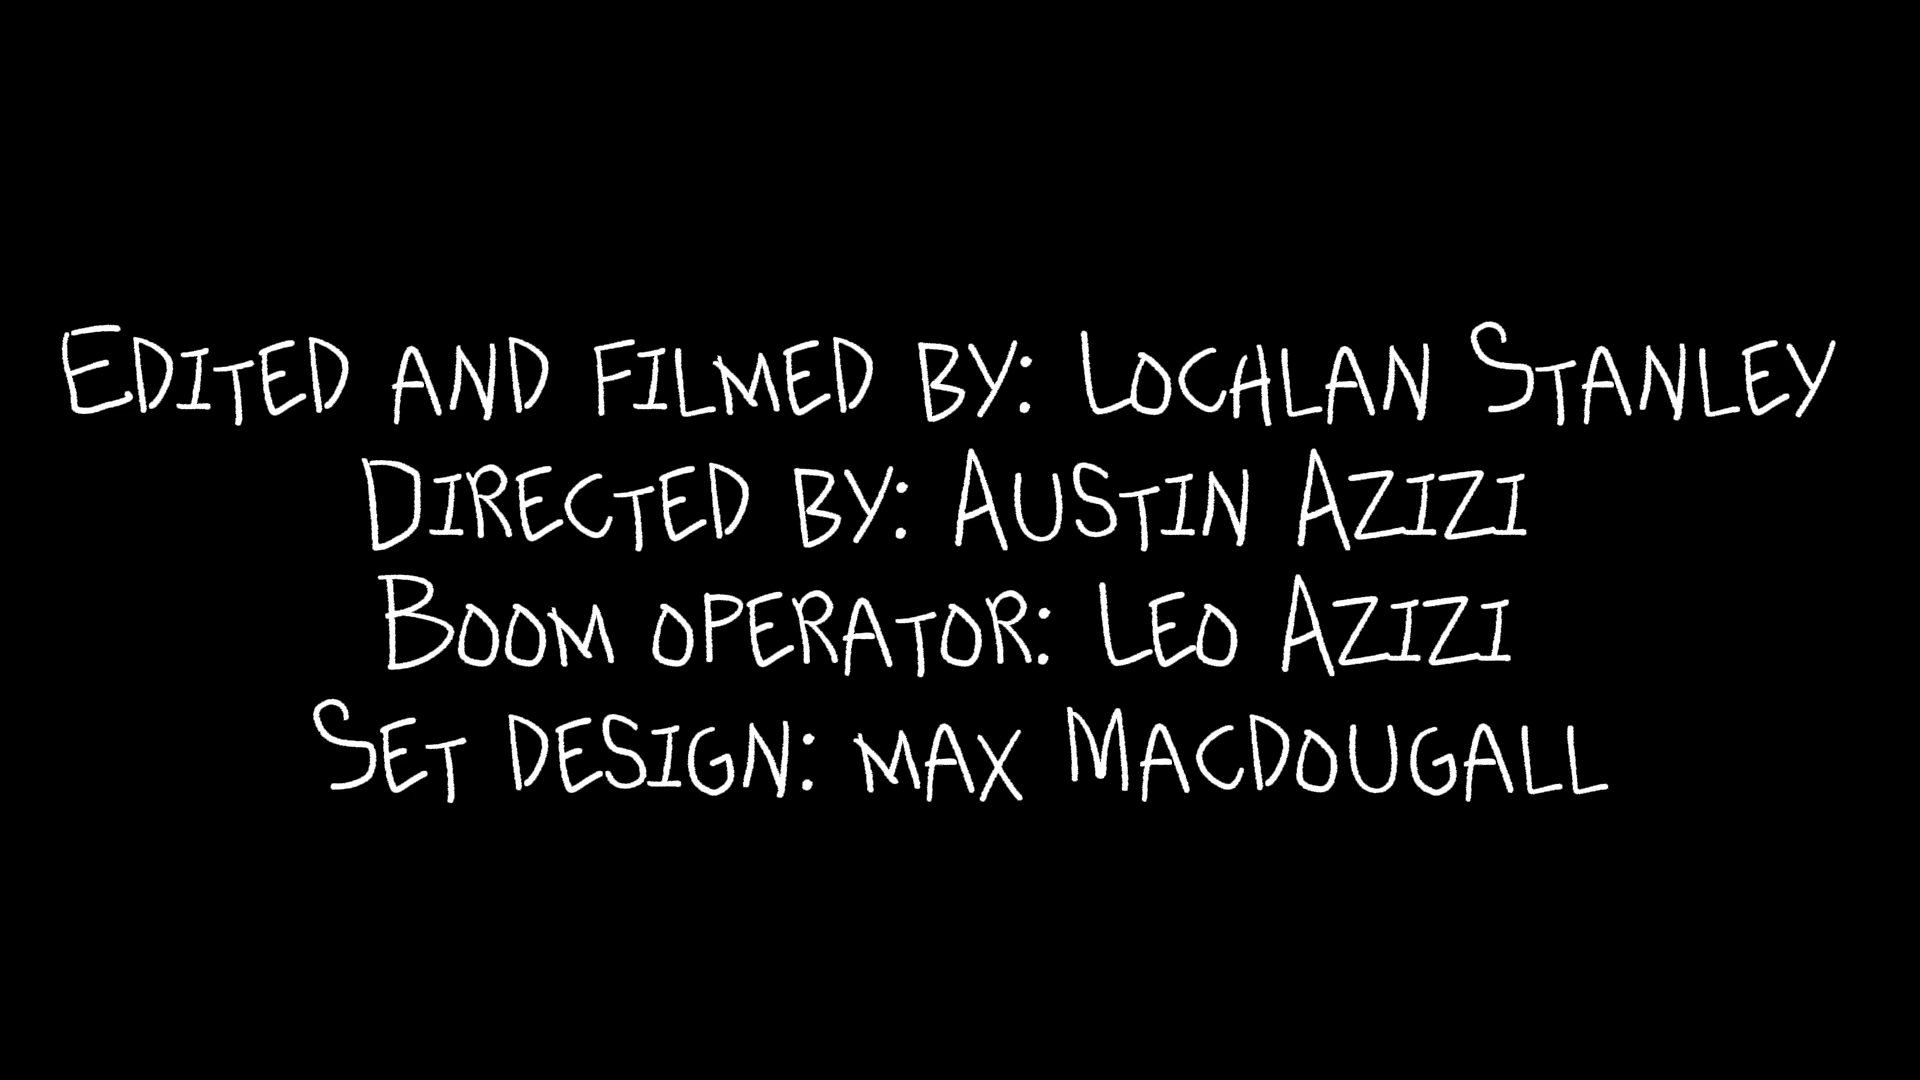 Edited and filmed by: Lochlan Stanley
Directed by: Austin Azizi
Boom operator: Leo Azizi
Set design: max Macdougall